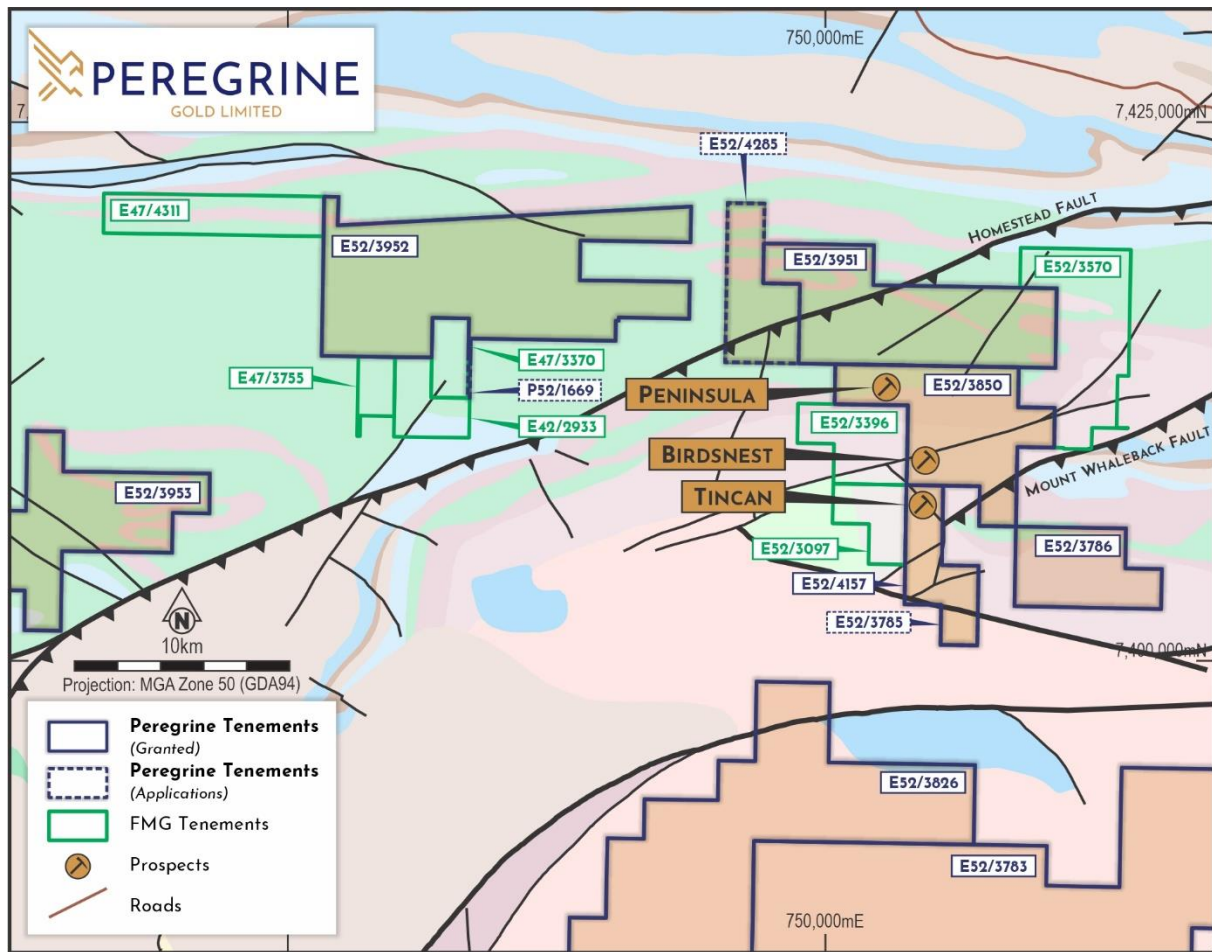 PEREGRINE
GOLD LIMITED
750,000mE
7,425,000mN
7,
E52/4285
E47/4311
E52/3952
E52/3951
HOMESTEAD FAULT
E52/3570
E47/3370
E47/3755
P52/1669
E42/2933
PENINSULA
E52/3850
E52/3396
BIRDSNEST
MOUNT WHALEBACK FAULT
E52/3953
TINCAN
E52/3097
E52/3786
E52/4157
E52/3785
N
10km
Projection: MGA Zone 50 (GDA94)
7,400,000mN
Peregrine Tenements
(Granted)
Peregrine Tenements
(Applications)
FMG Tenements
Prospects
Roads
E52/3826
E52/3783
750,000mE